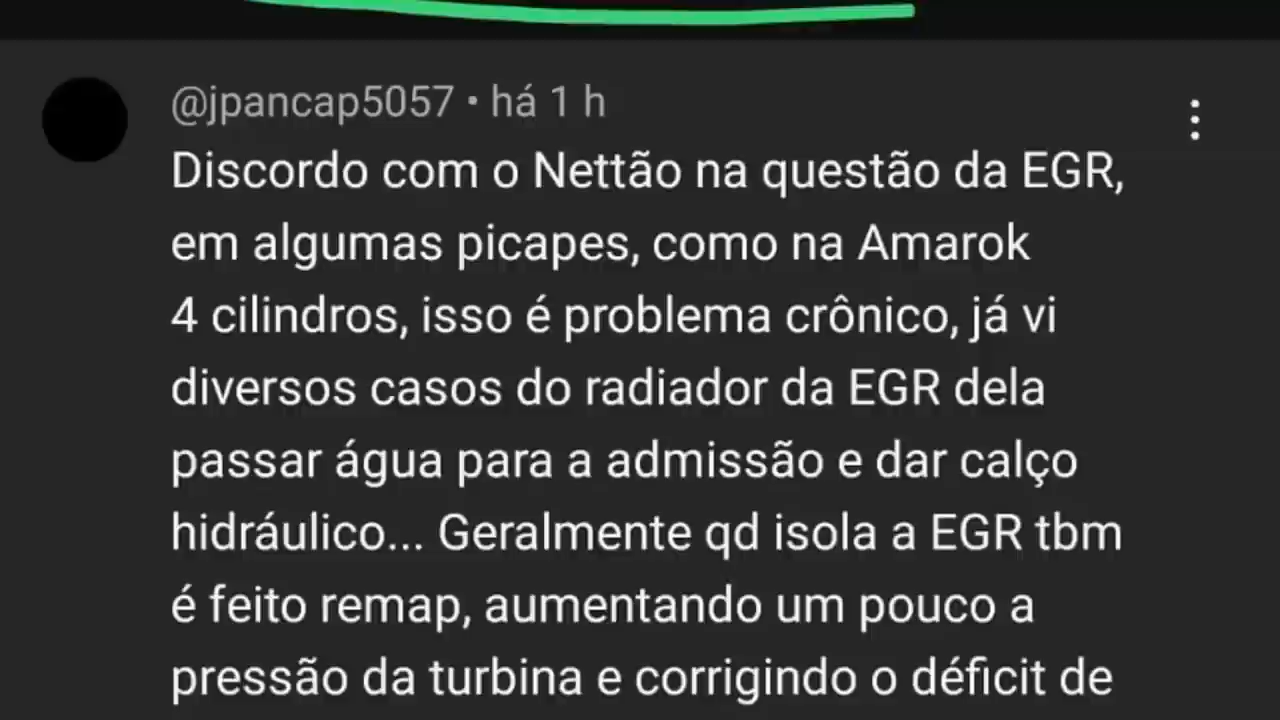 @jpancap5057 • há 1 h
Discordo com o Nettão na questão da EGR,
em algumas picapes, como na Amarok
4 cilindros, isso é problema crônico, já vi
diversos casos do radiador da EGR dela
passar água para a admissão e dar calço
hidráulico... Geralmente qd isola a EGR tbm
é feito remap, aumentando um pouco a
pressão da turbina e corrigindo o déficit de